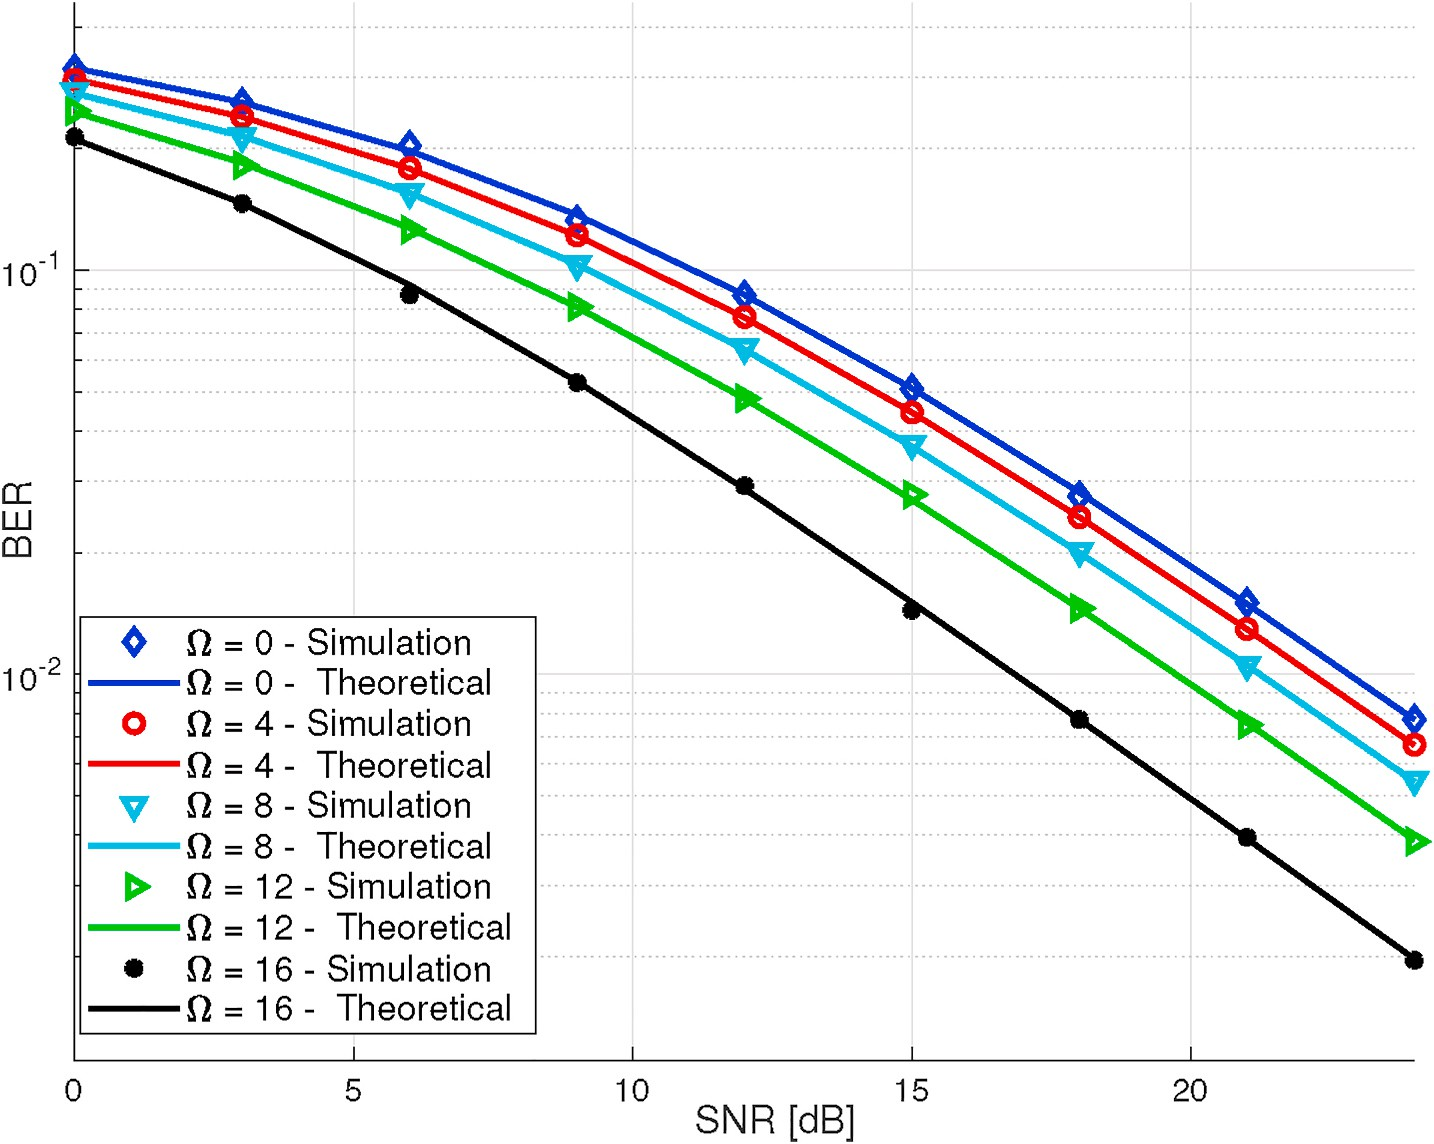 10-1
BER
10-2
Ω = 0 - Simulation
Ω = 0 - Theoretical
Ω = 4 - Simulation
Ω = 4 - Theoretical
Ω = 8 - Simulation
Ω = 8 - Theoretical
Ω = 12 - Simulation
Ω = 12 - Theoretical
Ω = 16 - Simulation
Ω = 16 - Theoretical
0 5 10 15 20
SNR [dB]